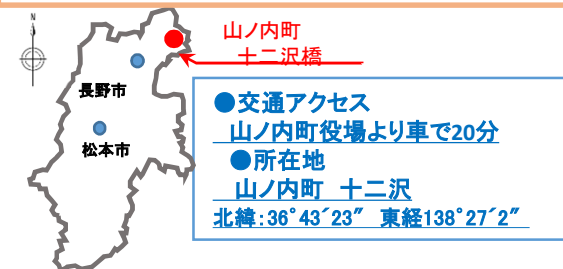 N
山ノ内町
十二沢橋
長野市
松本市
●交通アクセス
山ノ内町役場より車で20分
●所在地
山ノ内町　十二沢
北緯:36°43´23″ 東経138°27´2″